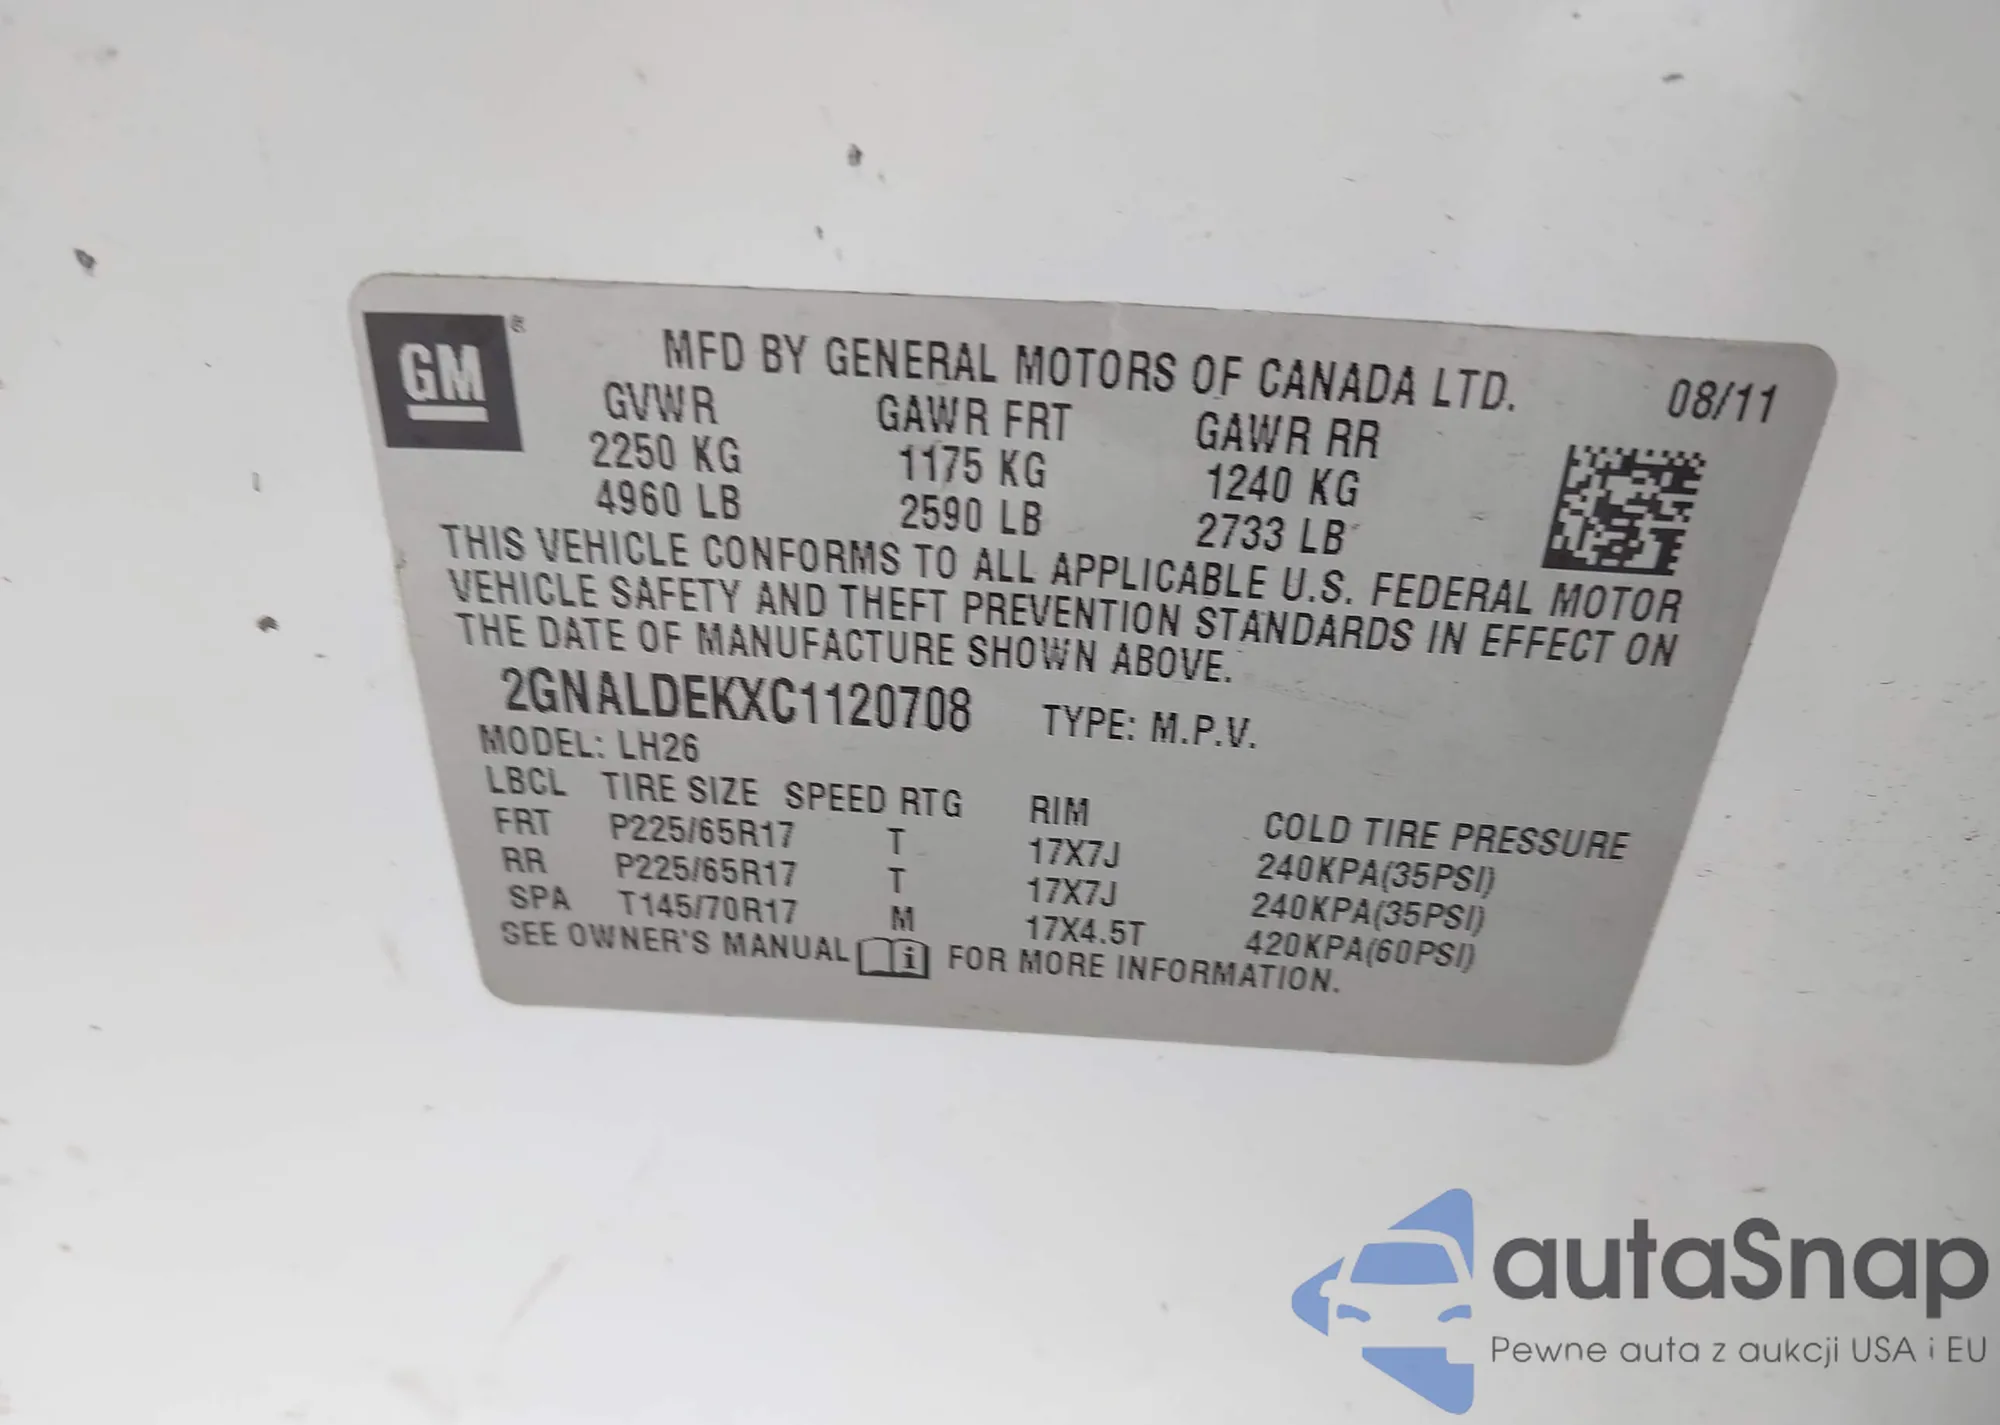 GM ®
MFD BY GENERAL MOTORS OF CANADA LTD.
08/11
GVWR GAWR FRT GAWR RR
2250 KG 1175 KG 1240 KG
4960 LB 2590 LB 2733 LB
THIS VEHICLE CONFORMS TO ALL APPLICABLE U.S. FEDERAL MOTOR
VEHICLE SAFETY AND THEFT PREVENTION STANDARDS IN EFFECT ON
THE DATE OF MANUFACTURE SHOWN ABOVE.
2GNALDEKXC1120708 TYPE: M.P.V.
MODEL: LH26
LBCL TIRE SIZE SPEED RTG RIM COLD TIRE PRESSURE
FRT P225/65R17 T 17X7J 240KPA(35PSI)
RR P225/65R17 T 17X7J 240KPA(35PSI)
SPA T145/70R17 M 17X4.5T 420KPA(60PSI)
SEE OWNER'S MANUAL i FOR MORE INFORMATION.
autaSnap
Pewne auta z aukcji USA i EU